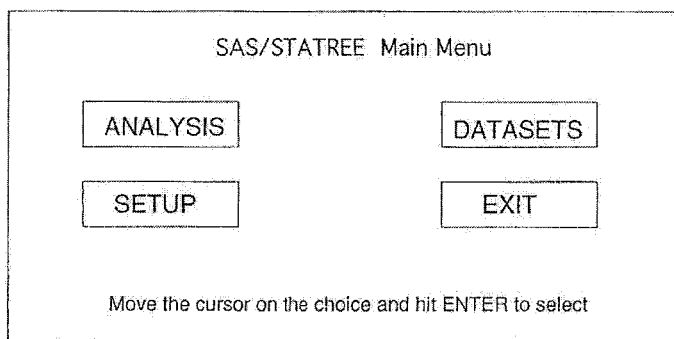 SAS/STATREE Main Menu
ANALYSIS
DATASETS
SETUP
EXIT
Move the cursor on the choice and hit ENTER to select